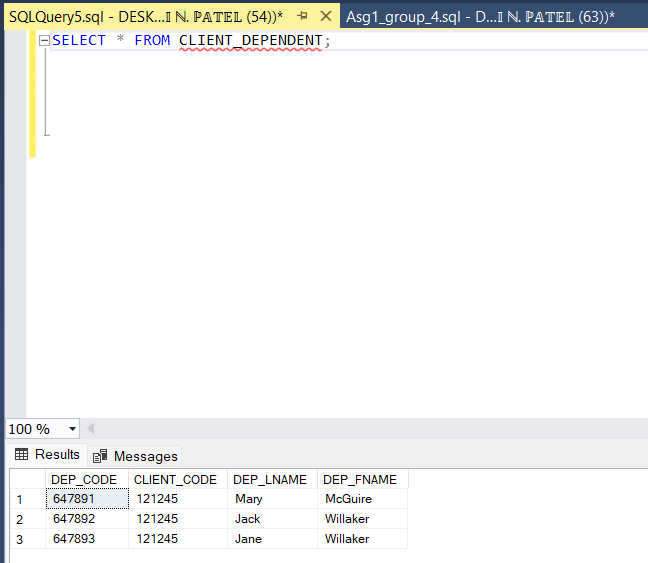 SQLQuery5.sql - DESK...𝕀 ℕ. ℙ𝔸𝕋𝔼𝕃 (54))* Asg1_group_4.sql - D...𝕀 ℕ. ℙ𝔸𝕋𝔼𝕃 (63))*
SELECT * FROM CLIENT_DEPENDENT;
100 %
Results Messages
DEP_CODE CLIENT_CODE DEP_LNAME DEP_FNAME
1 647891 121245 Mary McGuire
2 647892 121245 Jack Willaker
3 647893 121245 Jane Willaker